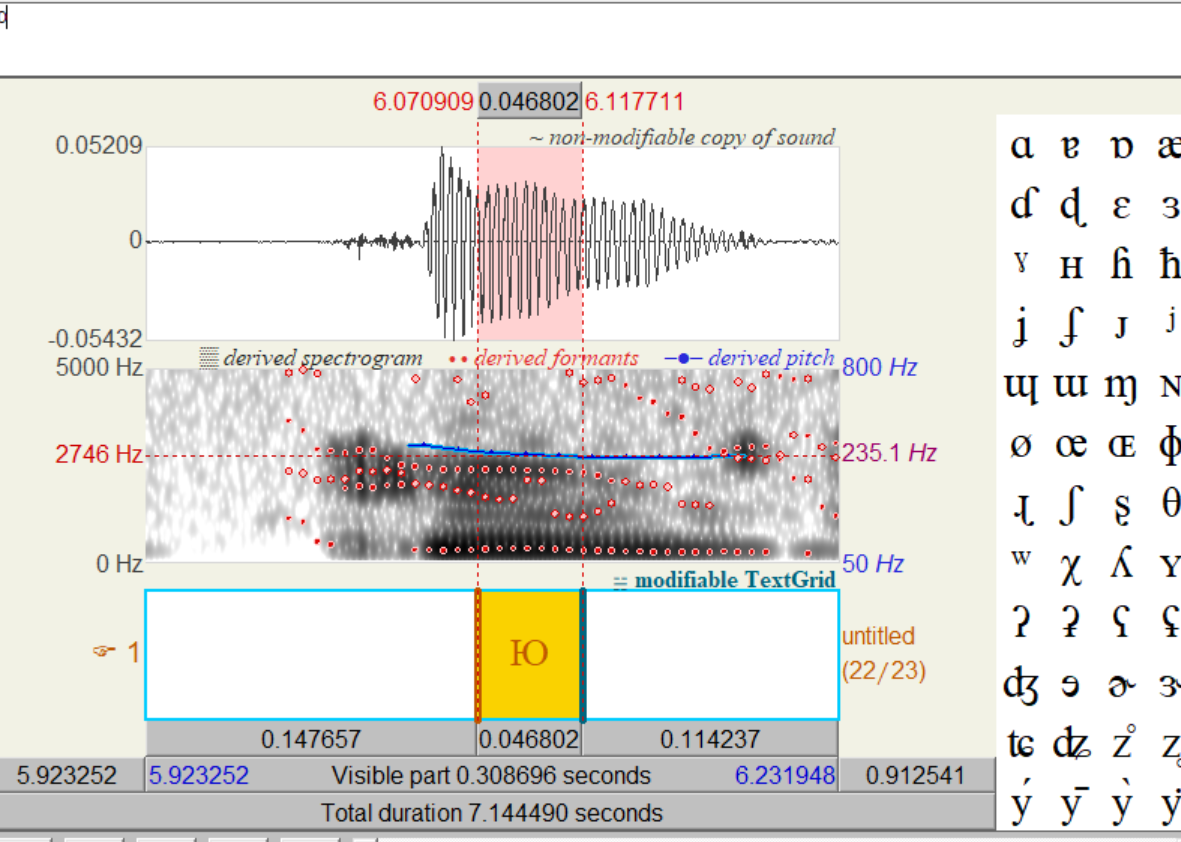 6.070909 0.046802 6.117711
~ non-modifiable copy of sound
0.05209
0
-0.05432
derived spectrogram •• derived formants derived pitch
5000 Hz 800 Hz
2746 Hz 235.1 Hz
0 Hz 50 Hz
modifiable TextGrid
☞ 1 Ю untitled
(22/23)
0.147657 0.046802 0.114237
5.923252 5.923252 Visible part 0.308696 seconds 6.231948 0.912541
Total duration 7.144490 seconds
ɑ ɐ ɒ æ
ɗ ɖ ɛ ɜ
ˠ ʜ ɦ ħ
ʝ ʄ ɹ ʲ
ɰ ɯ ɱ ɴ
ø œ ɶ ɸ
ɻ ʃ ʂ θ
ʷ χ ʎ ʏ
ʔ ʡ ʕ ʢ
ʤ ɘ ɚ ɝ
ʨ ʥ z̊ z̥
ý ȳ ỳ